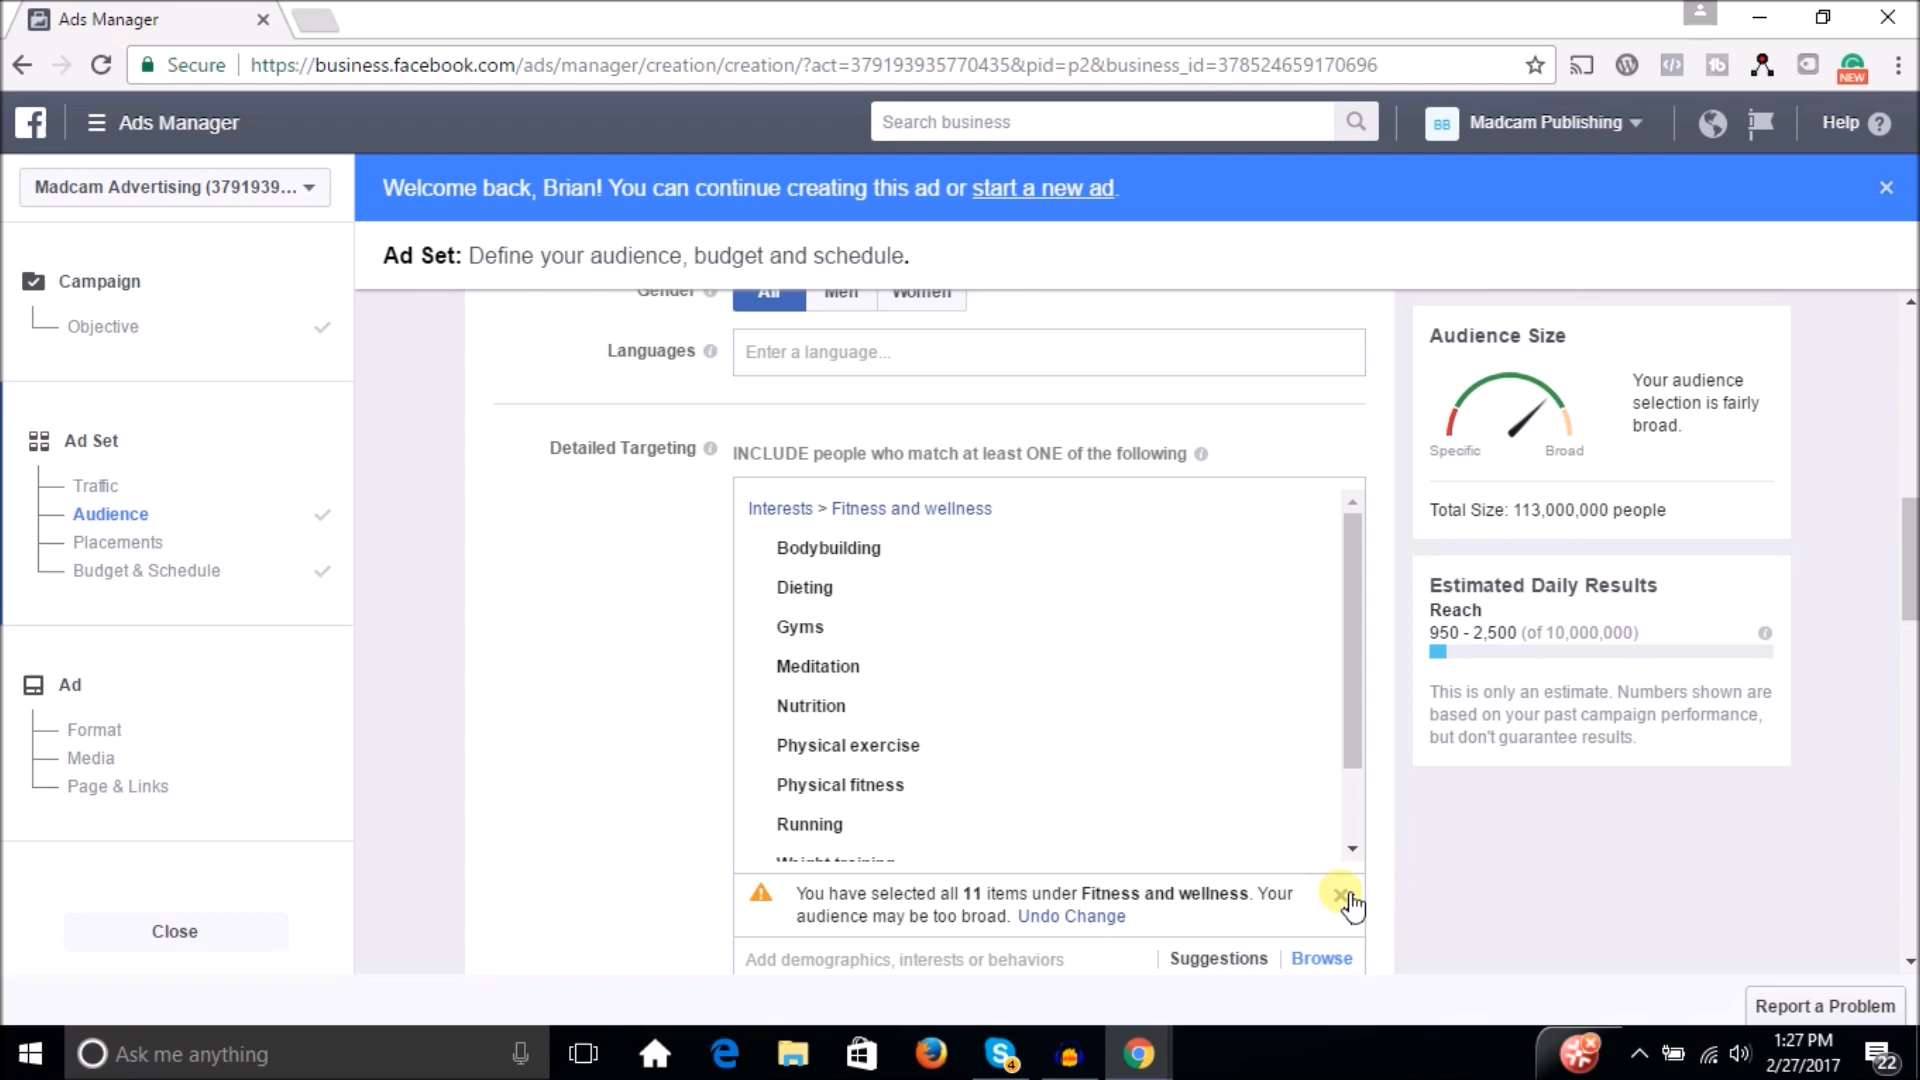 Ads Manager
Secure
https://business.facebook.com/ads/manager/creation/creation/?act=379193935770435&pid=p2&business_id=378524659170696
NEW
Ads Manager
Search business
BB
Madcam Publishing
Help
Madcam Advertising (3791939...
Welcome back, Brian! You can continue creating this ad or start a new ad.
Ad Set: Define your audience, budget and schedule.
Campaign
Objective
Ad Set
Traffic
Audience
Placements
Budget & Schedule
Ad
Format
Media
Page & Links
Close
Gender
All
Men
Women
Languages
Enter a language...
Detailed Targeting
INCLUDE people who match at least ONE of the following
Interests > Fitness and wellness
Bodybuilding
Dieting
Gyms
Meditation
Nutrition
Physical exercise
Physical fitness
Running
Weight training
You have selected all 11 items under Fitness and wellness. Your
audience may be too broad. Undo Change
Add demographics, interests or behaviors
Suggestions
Browse
Audience Size
Your audience
selection is fairly
broad.
Specific
Broad
Total Size: 113,000,000 people
Estimated Daily Results
Reach
950 - 2,500 (of 10,000,000)
This is only an estimate. Numbers shown are
based on your past campaign performance,
but don't guarantee results.
Report a Problem
Ask me anything
4
1:27 PM
2/27/2017
22